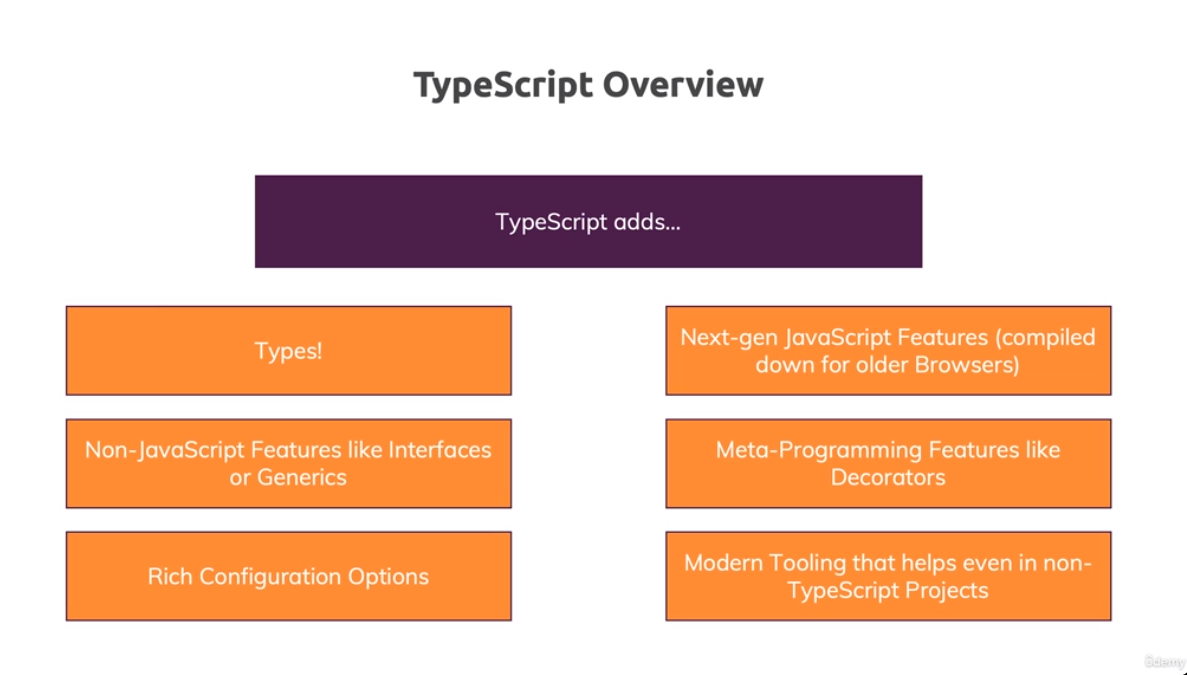 TypeScript Overview
TypeScript adds...
Types!
Next-gen JavaScript Features (compiled
down for older Browsers)
Non-JavaScript Features like Interfaces
or Generics
Meta-Programming Features like
Decorators
Rich Configuration Options
Modern Tooling that helps even in non-
TypeScript Projects
Udemy